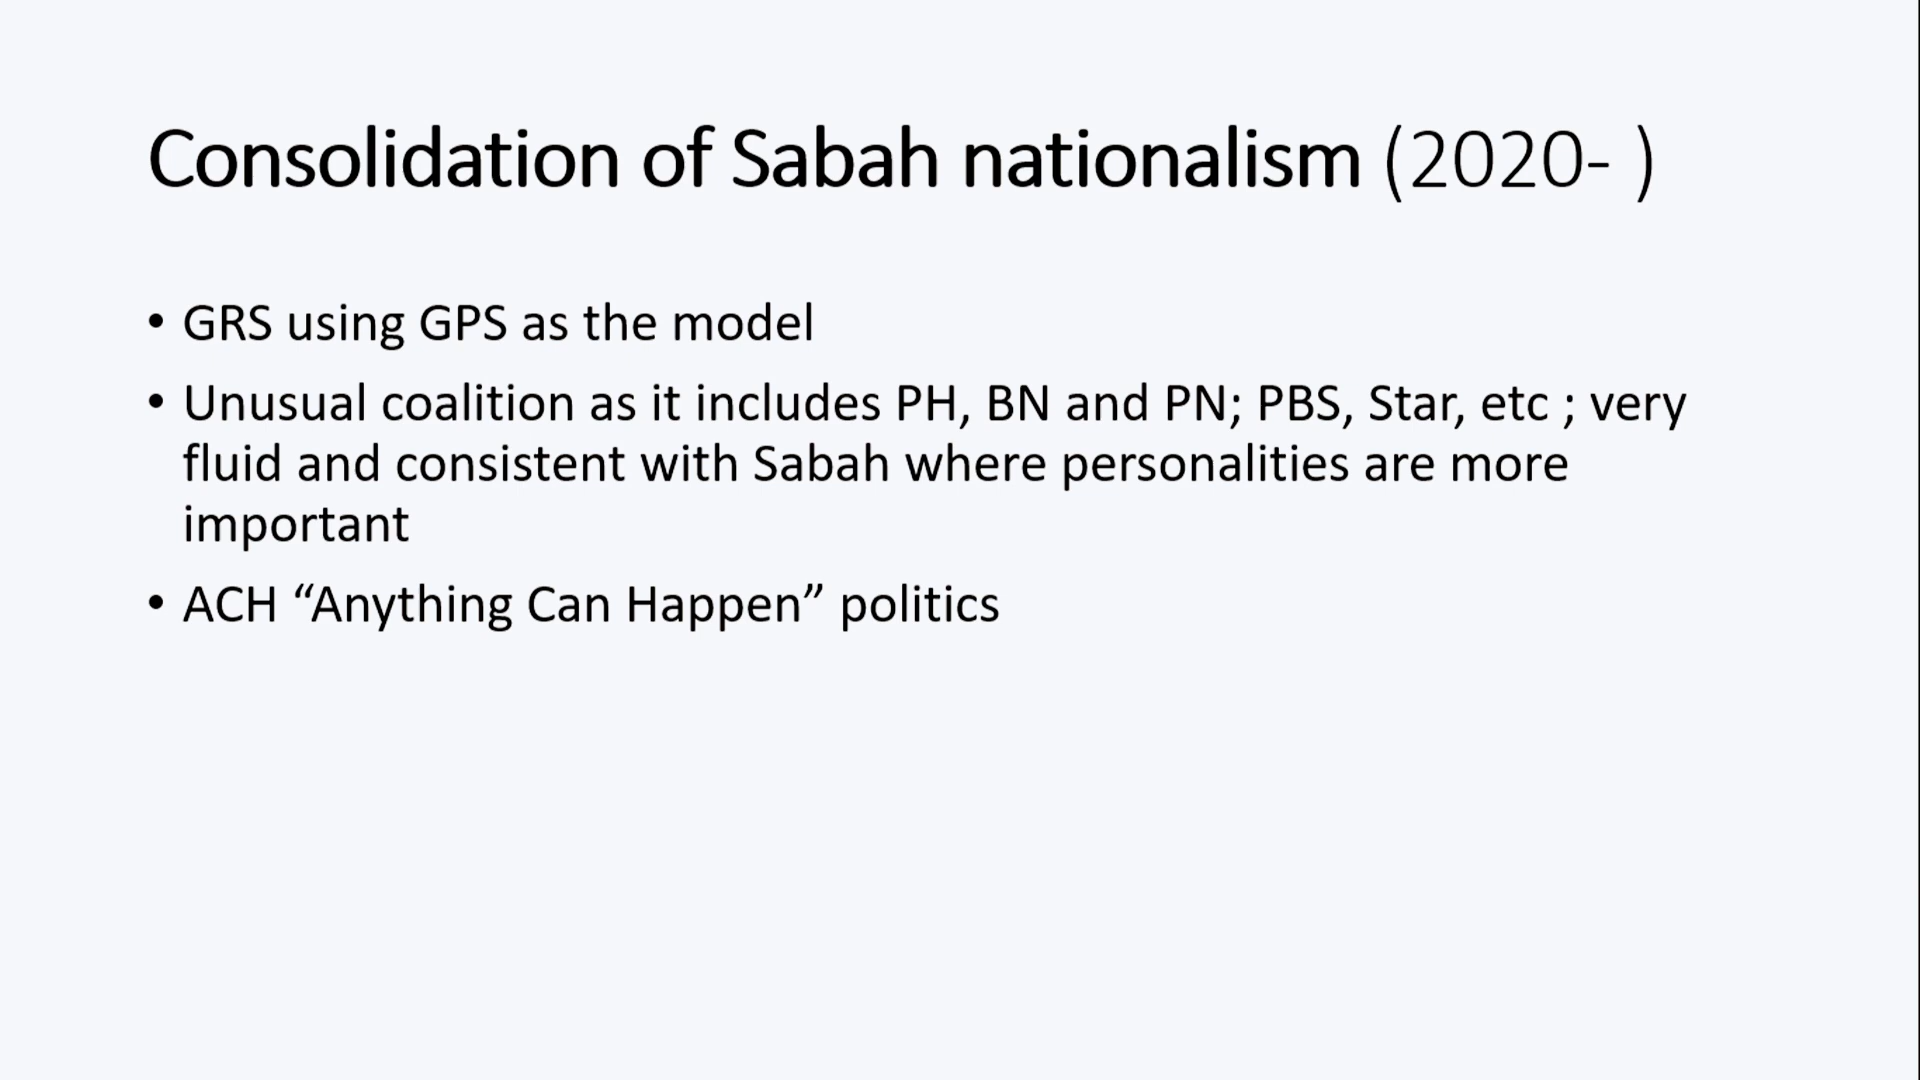 Consolidation of Sabah nationalism (2020- )
• GRS using GPS as the model
• Unusual coalition as it includes PH, BN and PN; PBS, Star, etc ; very
fluid and consistent with Sabah where personalities are more
important
• ACH “Anything Can Happen” politics